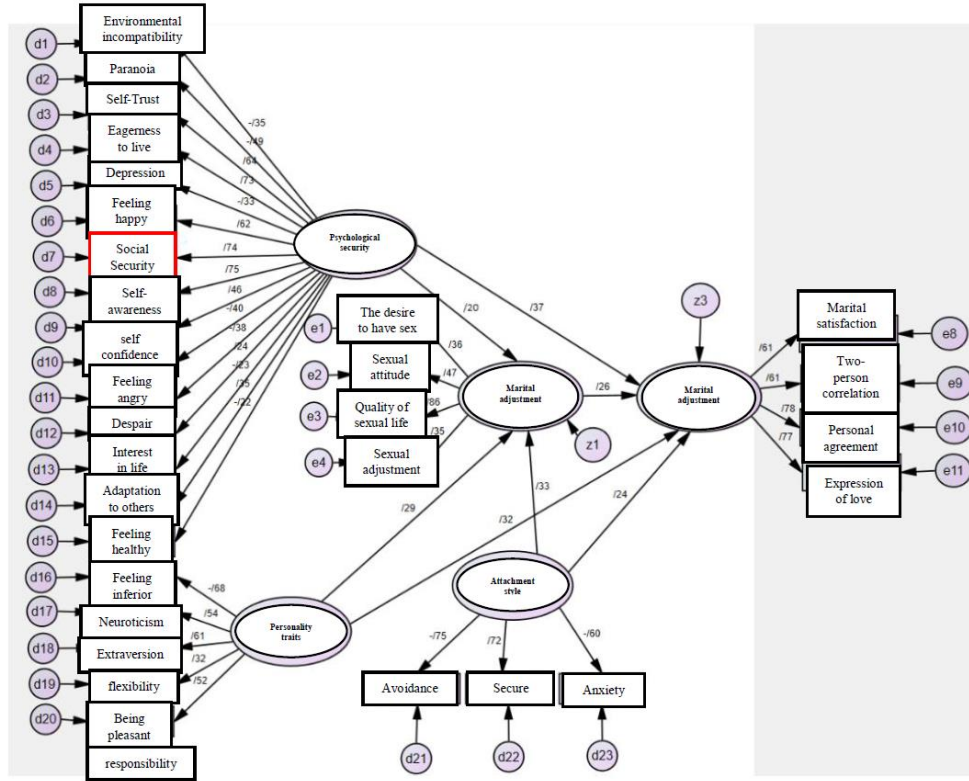 Environmental
incompatibility
d1
Paranoia
d2
Self-Trust
d3
Eagerness
to live
d4
Depression
d5
Feeling
happy
d6
Social
Security
d7
Self-
awareness
d8
self
confidence
d9
d10
Feeling
angry
d11
Despair
d12
Interest
in life
d13
Adaptation
to others
d14
Feeling
healthy
d15
Feeling
inferior
d16
Neuroticism
d17
Extraversion
d18
flexibility
d19
Being
pleasant
d20
responsibility
-/35
-/49
/64
/73
-/33
/62
/74
/75
/46
-/40
-/38
/24
-/23
/35
-/22
Psychological
security
/20
/37
The desire
to have sex
e1
Sexual
attitude
e2
Quality of
sexual life
e3
Sexual adjustment
e4
/36
/47
/86
/35
Marital
adjustment
z1
/26
z3
Marital
adjustment
/61
/61
/78
/77
Marital
satisfaction
e8
Two-
person
correlation
e9
Personal
agreement
e10
Expression
of love
e11
/29
/32
/33
/24
-/68
/54
/61
/32
/52
Personality
traits
Attachment
style
-/75
/72
-/60
Avoidance
Secure
Anxiety
d21
d22
d23